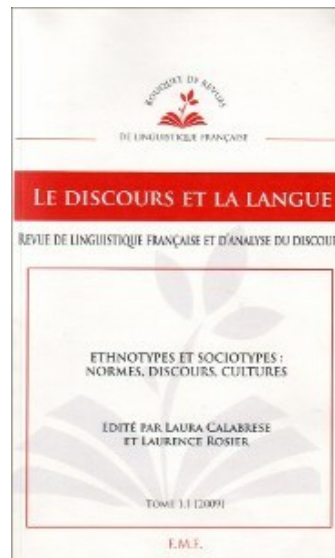 BOUQUET DE REVUES
DE LINGUISTIQUE FRANÇAISE
LE DISCOURS ET LA LANGUE
REVUE DE LINGUISTIQUE FRANÇAISE ET D'ANALYSE DU DISCOUR
ETHNOTYPES ET SOCIOTYPES :
NORMES, DISCOURS, CULTURES
EDITÉ PAR LAURA CALABRESE
ET LAURENCE ROSIER
TOME 1.1 [2009]
E.M.E.